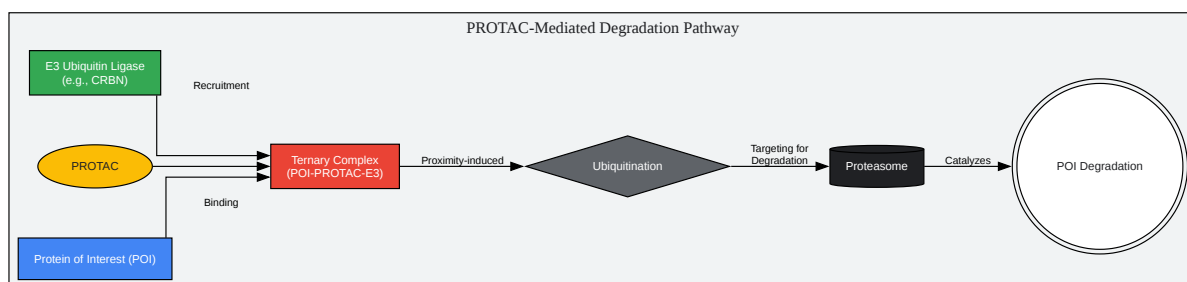 PROTAC-Mediated Degradation Pathway
E3 Ubiquitin Ligase
(e.g., CRBN)
Recruitment
PROTAC
Ternary Complex
(POI-PROTAC-E3)
Proximity-induced
Ubiquitination
Targeting for
Degradation
Proteasome
Catalyzes
POI Degradation
Binding
Protein of Interest (POI)